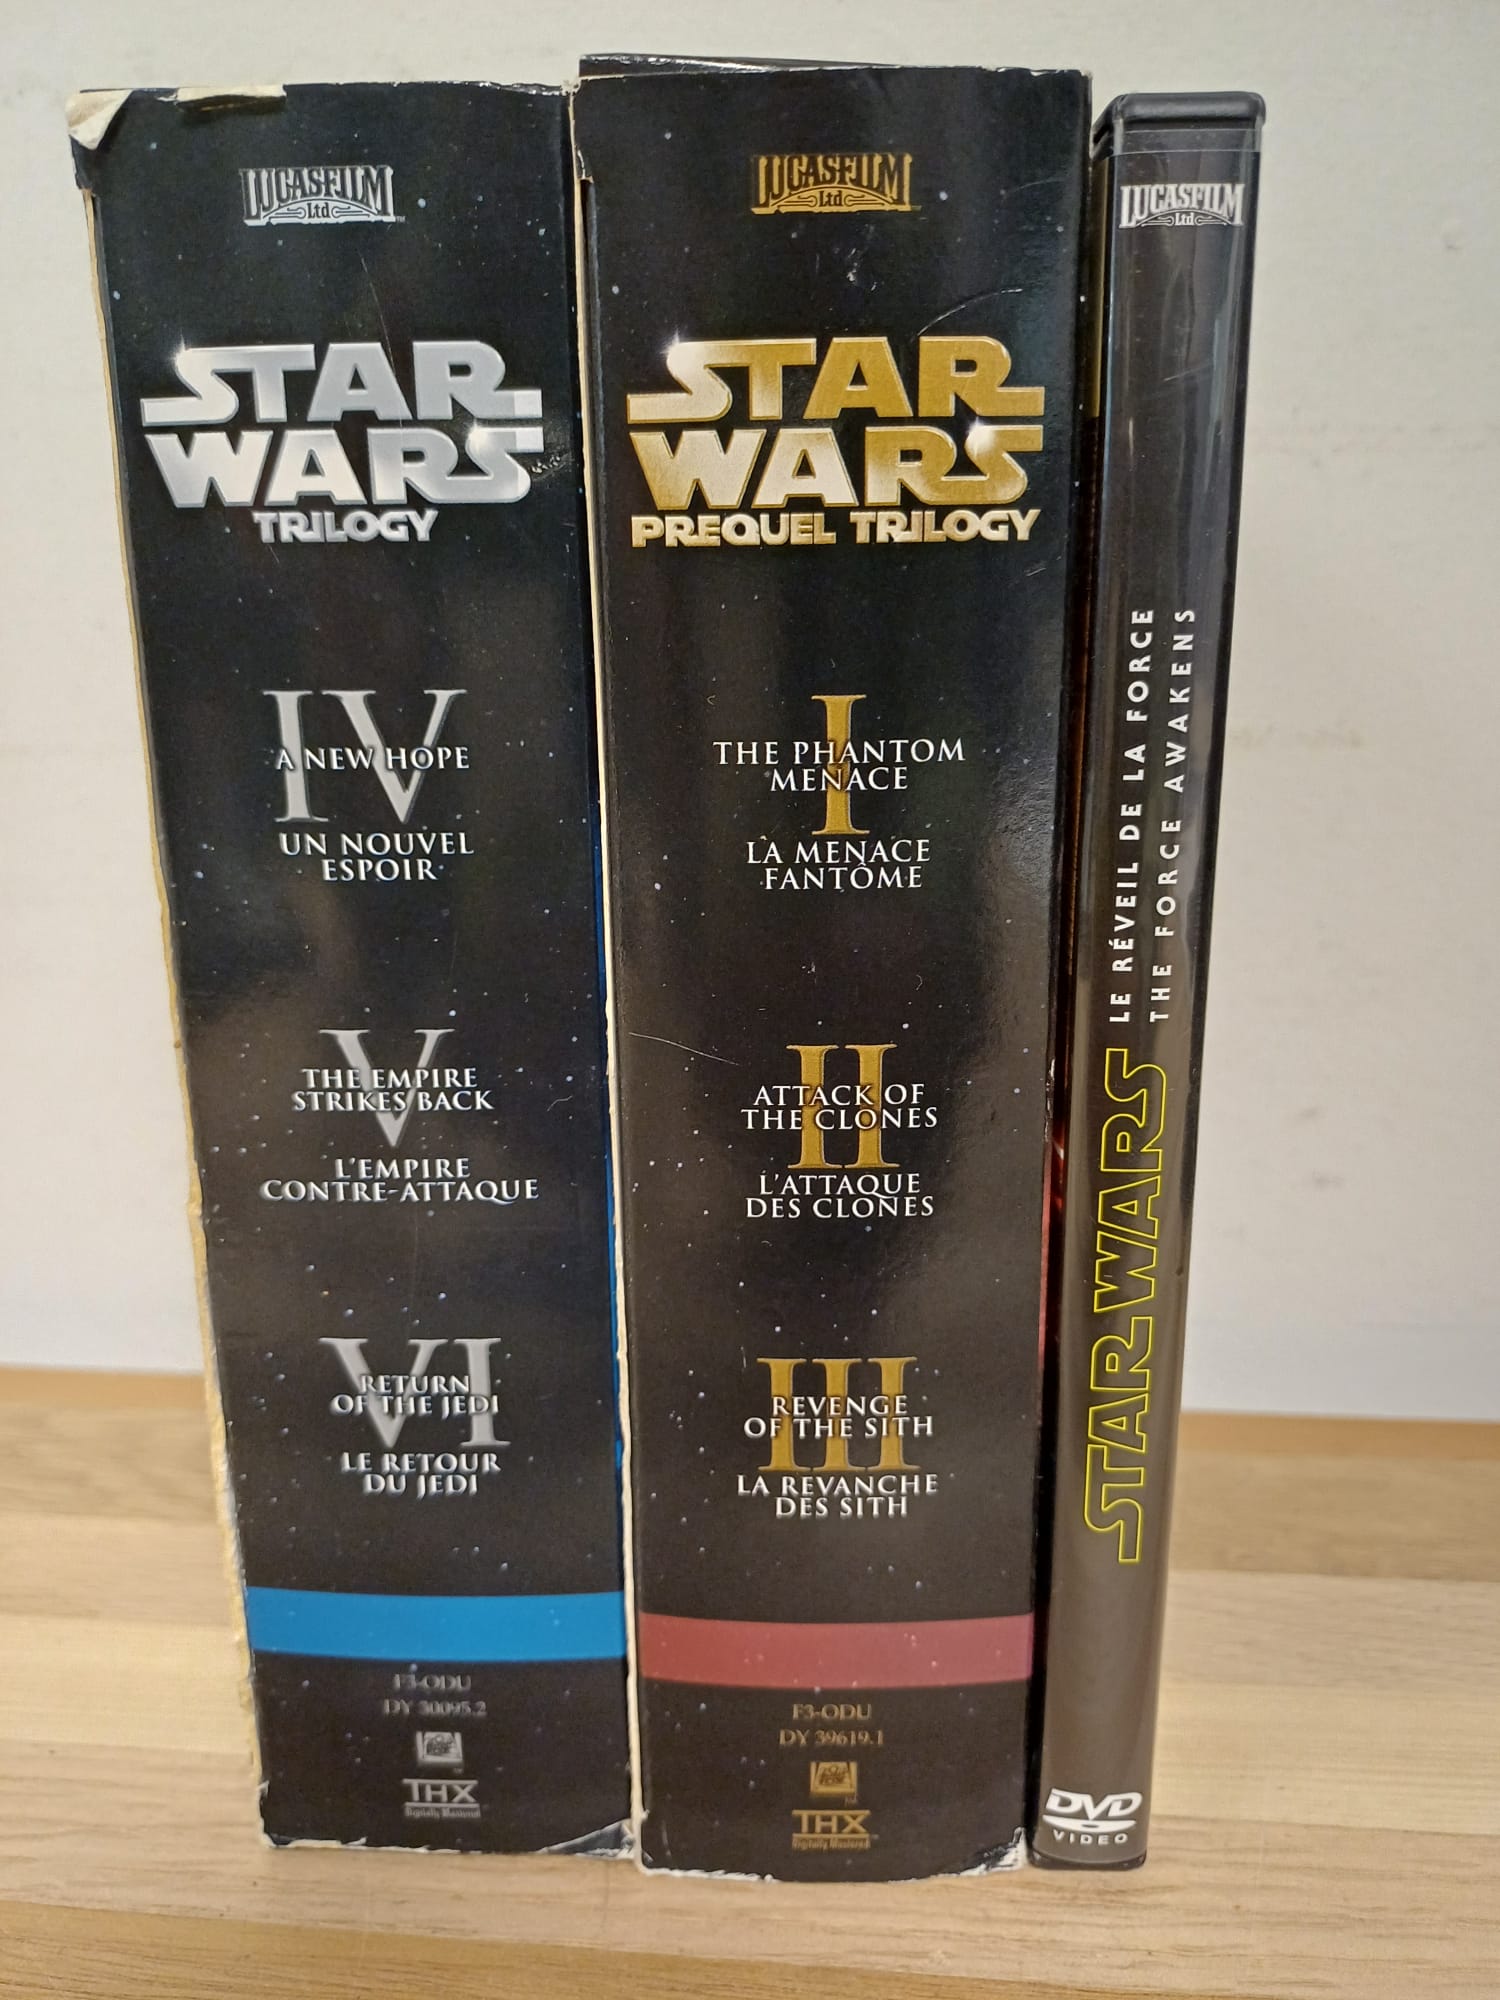 LUCASFILM
Ltd
STAR
WARS
TRILOGY
IV
A NEW HOPE
UN NOUVEL
ESPOIR
V
THE EMPIRE
STRIKES BACK
L'EMPIRE
CONTRE-ATTAQUE
VI
RETURN
OF THE JEDI
LE RETOUR
DU JEDI
F3-ODU
DY 30095.2
THX
Digitally Mastered
LUCASFILM
Ltd
STAR
WARS
PREQUEL TRILOGY
I
THE PHANTOM
MENACE
LA MENACE
FANTÔME
II
ATTACK OF
THE CLONES
L'ATTAQUE
DES CLONES
III
REVENGE
OF THE SITH
LA REVANCHE
DES SITH
F3-ODU
DY 39619.1
THX
Digitally Mastered
LUCASFILM
Ltd
STAR WARS
LE RÉVEIL DE LA FORCE
THE FORCE AWAKENS
DVD
VIDEO